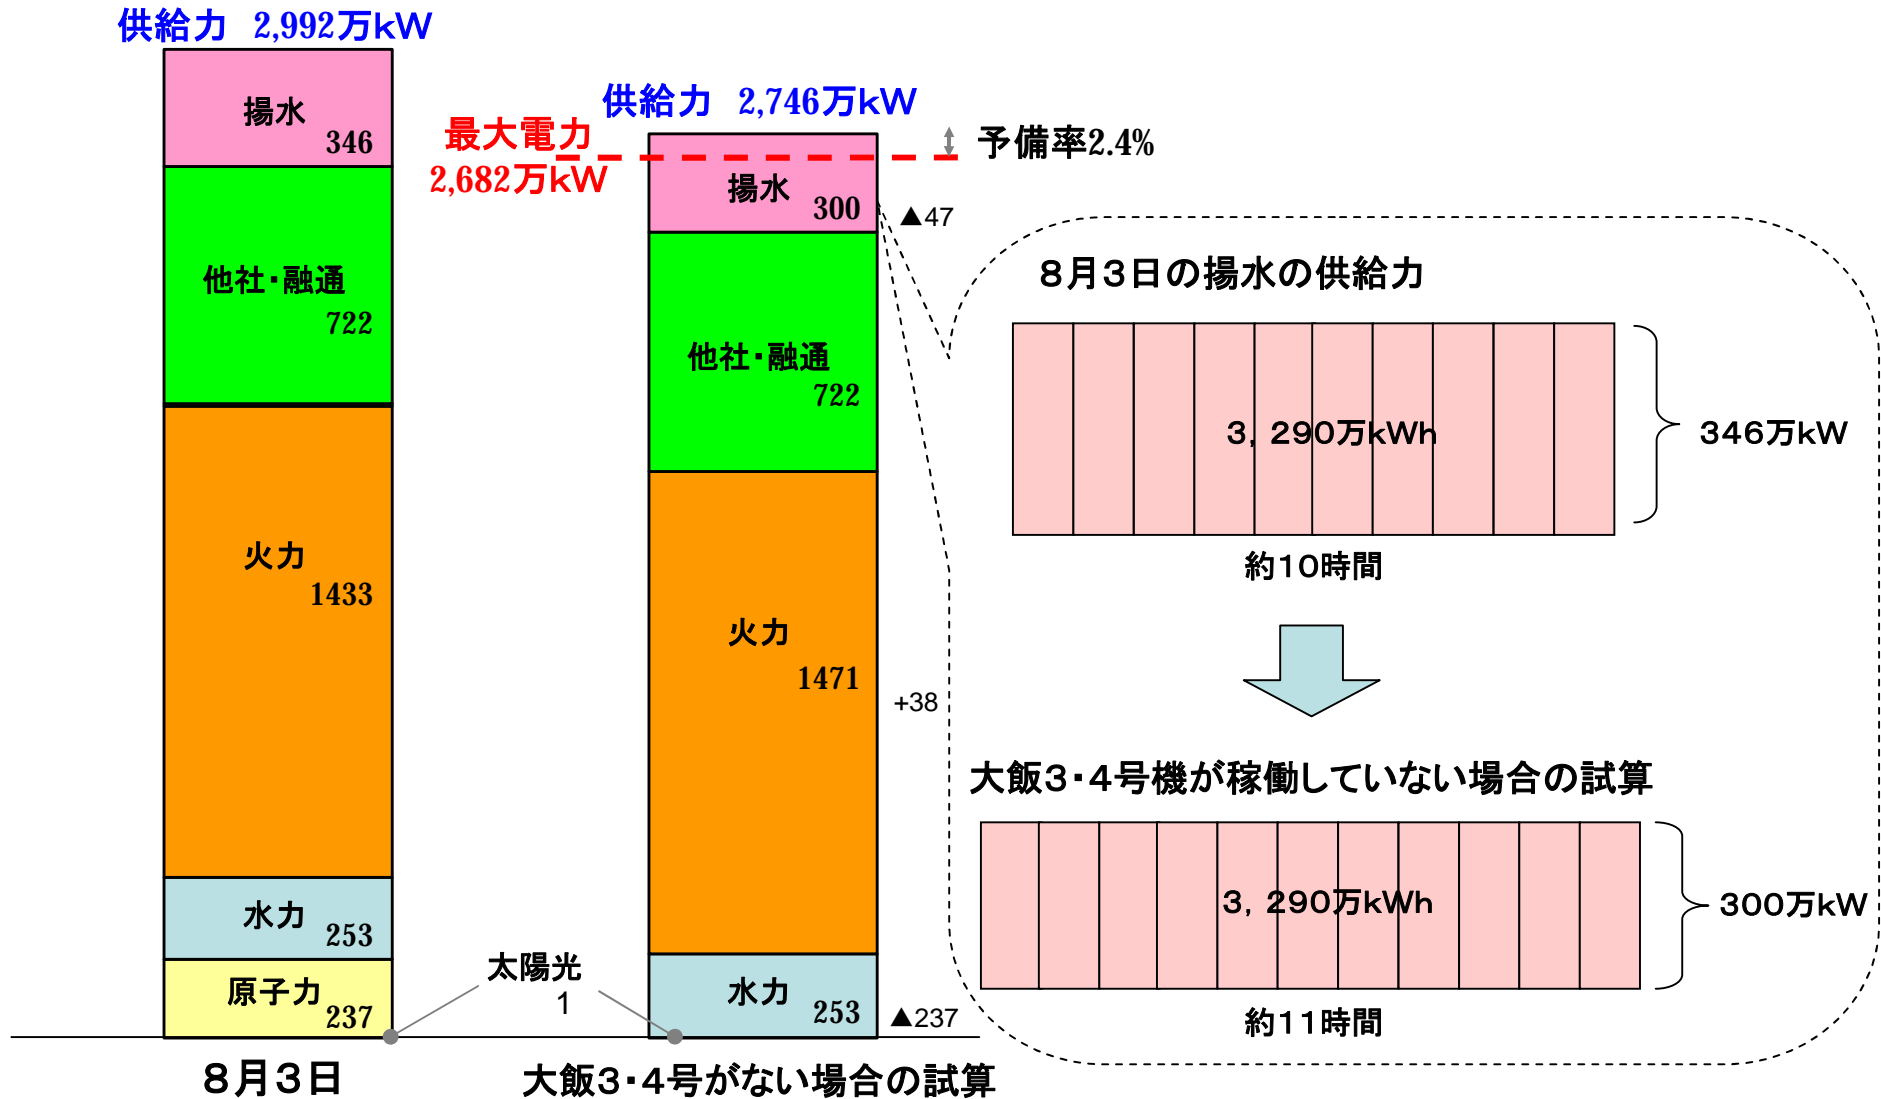 供給力　2,992万kW
揚水
346
他社・融通
722
火力
1433
水力
253
原子力
237
8月3日
太陽光
1
最大電力
2,682万kW
供給力　2,746万kW
予備率2.4%
揚水
300
▲47
他社・融通
722
火力
1471
+38
水力
253
▲237
大飯3・4号がない場合の試算
8月3日の揚水の供給力
3，290万kWh
346万kW
約10時間
大飯3・4号機が稼働していない場合の試算
3，290万kWh
300万kW
約11時間